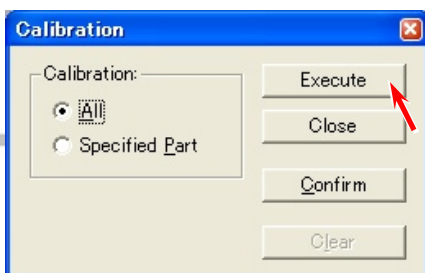 Calibration
Calibration:
All
Specified Part
Execute
Close
Confirm
Clear